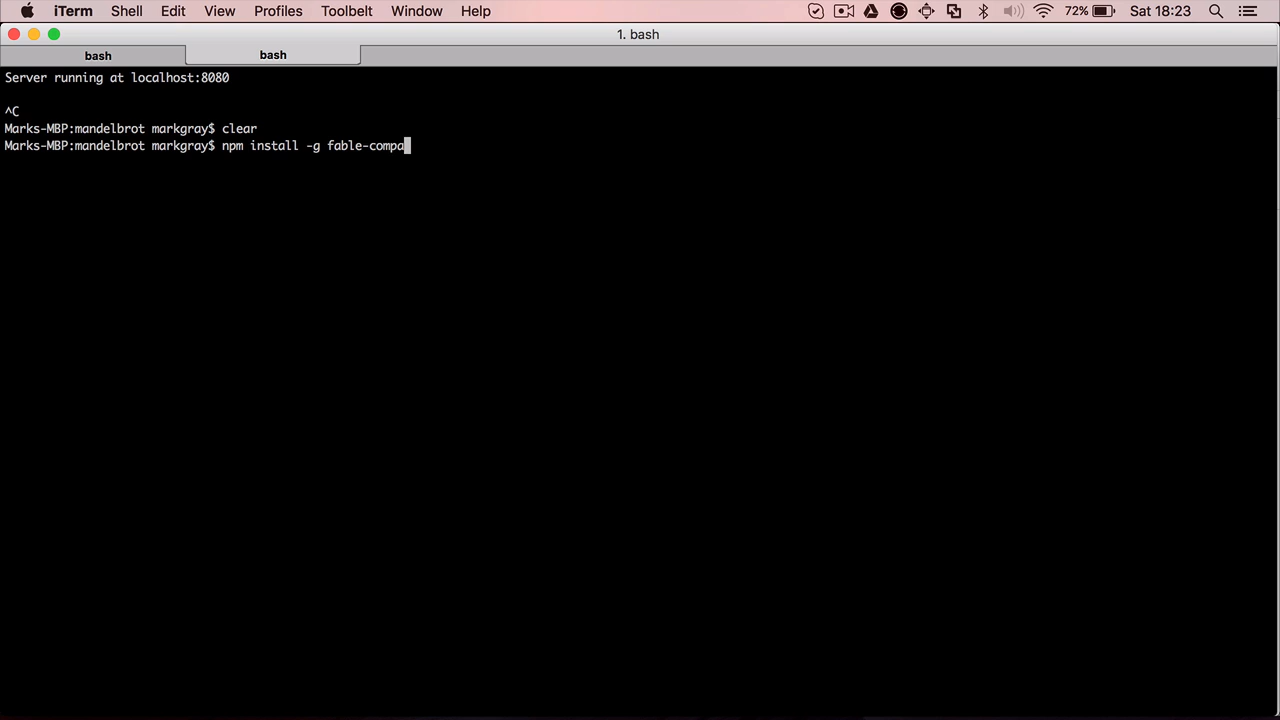 iTerm Shell Edit View Profiles Toolbelt Window Help 72% Sat 18:23
1. bash
bash bash
Server running at localhost:8080
^C
Marks-MBP:mandelbrot markgray$ clear
Marks-MBP:mandelbrot markgray$ npm install -g fable-compa